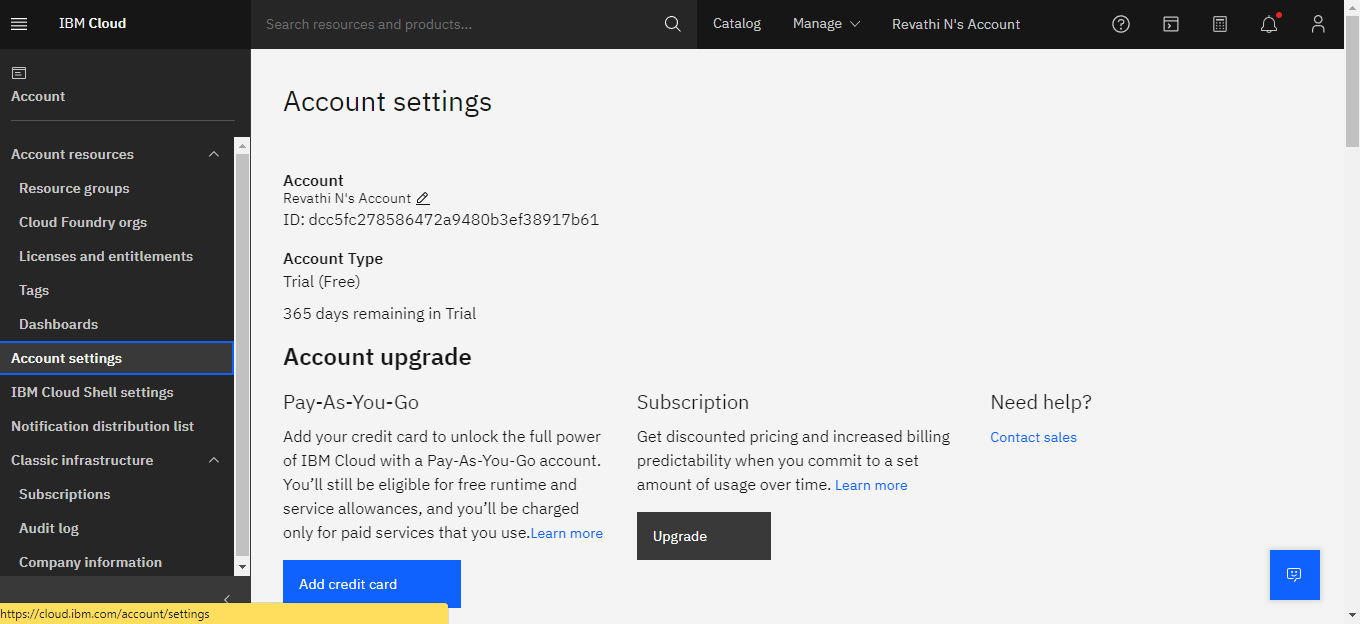 IBM Cloud
Search resources and products...
Catalog
Manage
Revathi N's Account
Account
Account resources
Resource groups
Cloud Foundry orgs
Licenses and entitlements
Tags
Dashboards
Account settings
IBM Cloud Shell settings
Notification distribution list
Classic infrastructure
Subscriptions
Audit log
Company information
https://cloud.ibm.com/account/settings
Account settings
Account
Revathi N's Account
ID: dcc5fc278586472a9480b3ef38917b61
Account Type
Trial (Free)
365 days remaining in Trial
Account upgrade
Pay-As-You-Go
Add your credit card to unlock the full power
of IBM Cloud with a Pay-As-You-Go account.
You’ll still be eligible for free runtime and
service allowances, and you’ll be charged
only for paid services that you use.Learn more
Add credit card
Subscription
Get discounted pricing and increased billing
predictability when you commit to a set
amount of usage over time. Learn more
Upgrade
Need help?
Contact sales